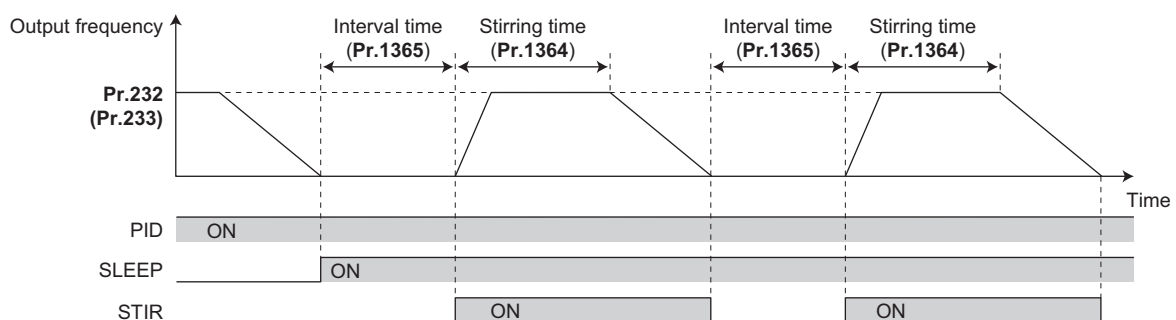 Output frequency
Interval time
(Pr.1365)
Stirring time
(Pr.1364)
Interval time
(Pr.1365)
Stirring time
(Pr.1364)
Pr.232
(Pr.233)
Time
PID
ON
SLEEP
ON
STIR
ON
ON